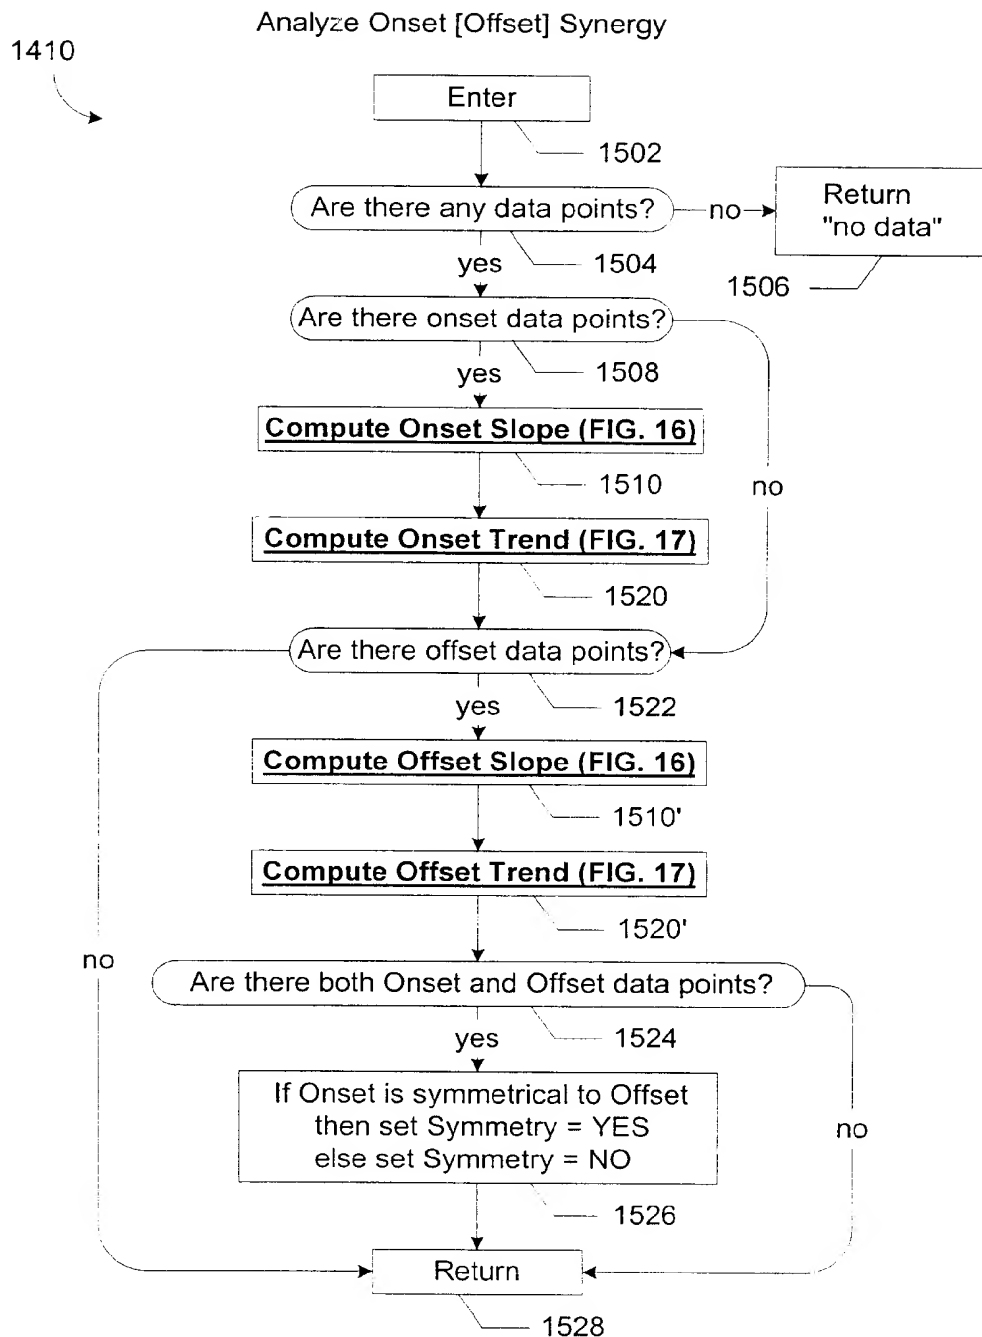 Analyze Onset [Offset] Synergy
1410
Enter
1502
Are there any data points?
no
Return
"no data"
1504
yes
1506
Are there onset data points?
1508
yes
Compute Onset Slope (FIG. 16)
1510
no
Compute Onset Trend (FIG. 17)
1520
Are there offset data points?
1522
yes
Compute Offset Slope (FIG. 16)
1510'
Compute Offset Trend (FIG. 17)
1520'
no
Are there both Onset and Offset data points?
1524
yes
If Onset is symmetrical to Offset
then set Symmetry = YES
else set Symmetry = NO
no
1526
Return
1528